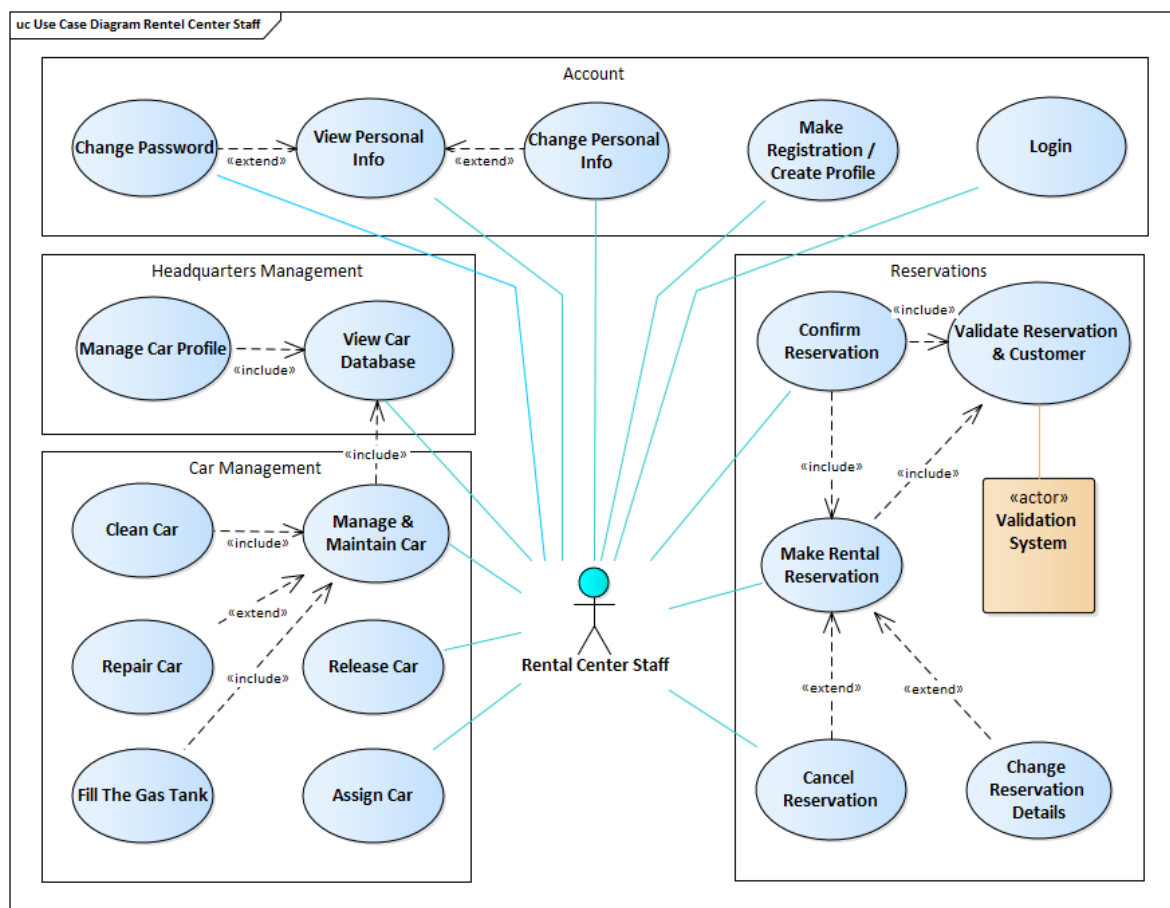 uc Use Case Diagram Rentel Center Staff
Account
Change Password
«extend»
View Personal
Info
«extend»
Change Personal
Info
Make
Registration /
Create Profile
Login
Headquarters Management
Manage Car Profile
«include»
View Car
Database
«include»
Car Management
Clean Car
«include»
Manage &
Maintain Car
«extend»
Repair Car
«include»
Release Car
Fill The Gas Tank
Assign Car
Rental Center Staff
Reservations
Confirm
Reservation
«include»
Validate Reservation
& Customer
«include»
«include»
«actor»
Validation
System
Make Rental
Reservation
«extend»
«extend»
Cancel
Reservation
Change
Reservation
Details